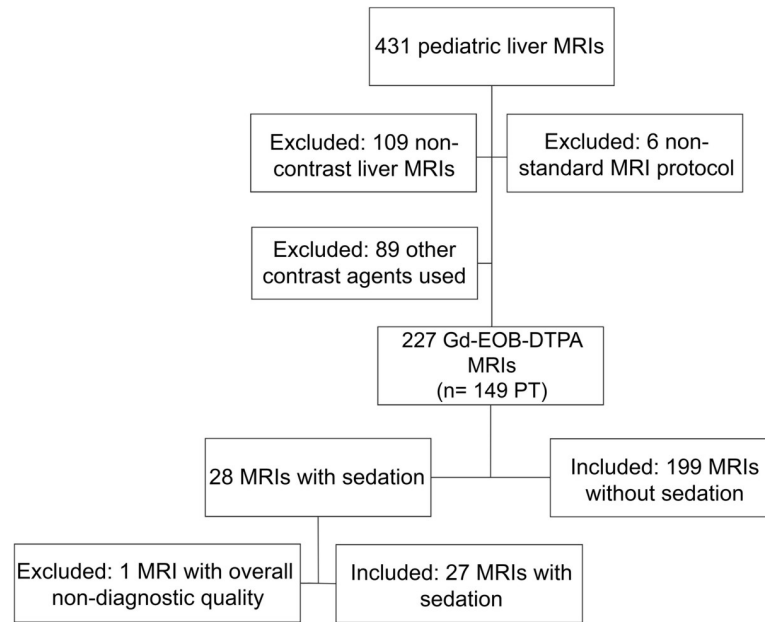 431 pediatric liver MRIs
Excluded: 109 non-
contrast liver MRIs
Excluded: 6 non-
standard MRI protocol
Excluded: 89 other
contrast agents used
227 Gd-EOB-DTPA
MRIs
(n= 149 PT)
28 MRIs with sedation
Included: 199 MRIs
without sedation
Excluded: 1 MRI with overall
non-diagnostic quality
Included: 27 MRIs with
sedation